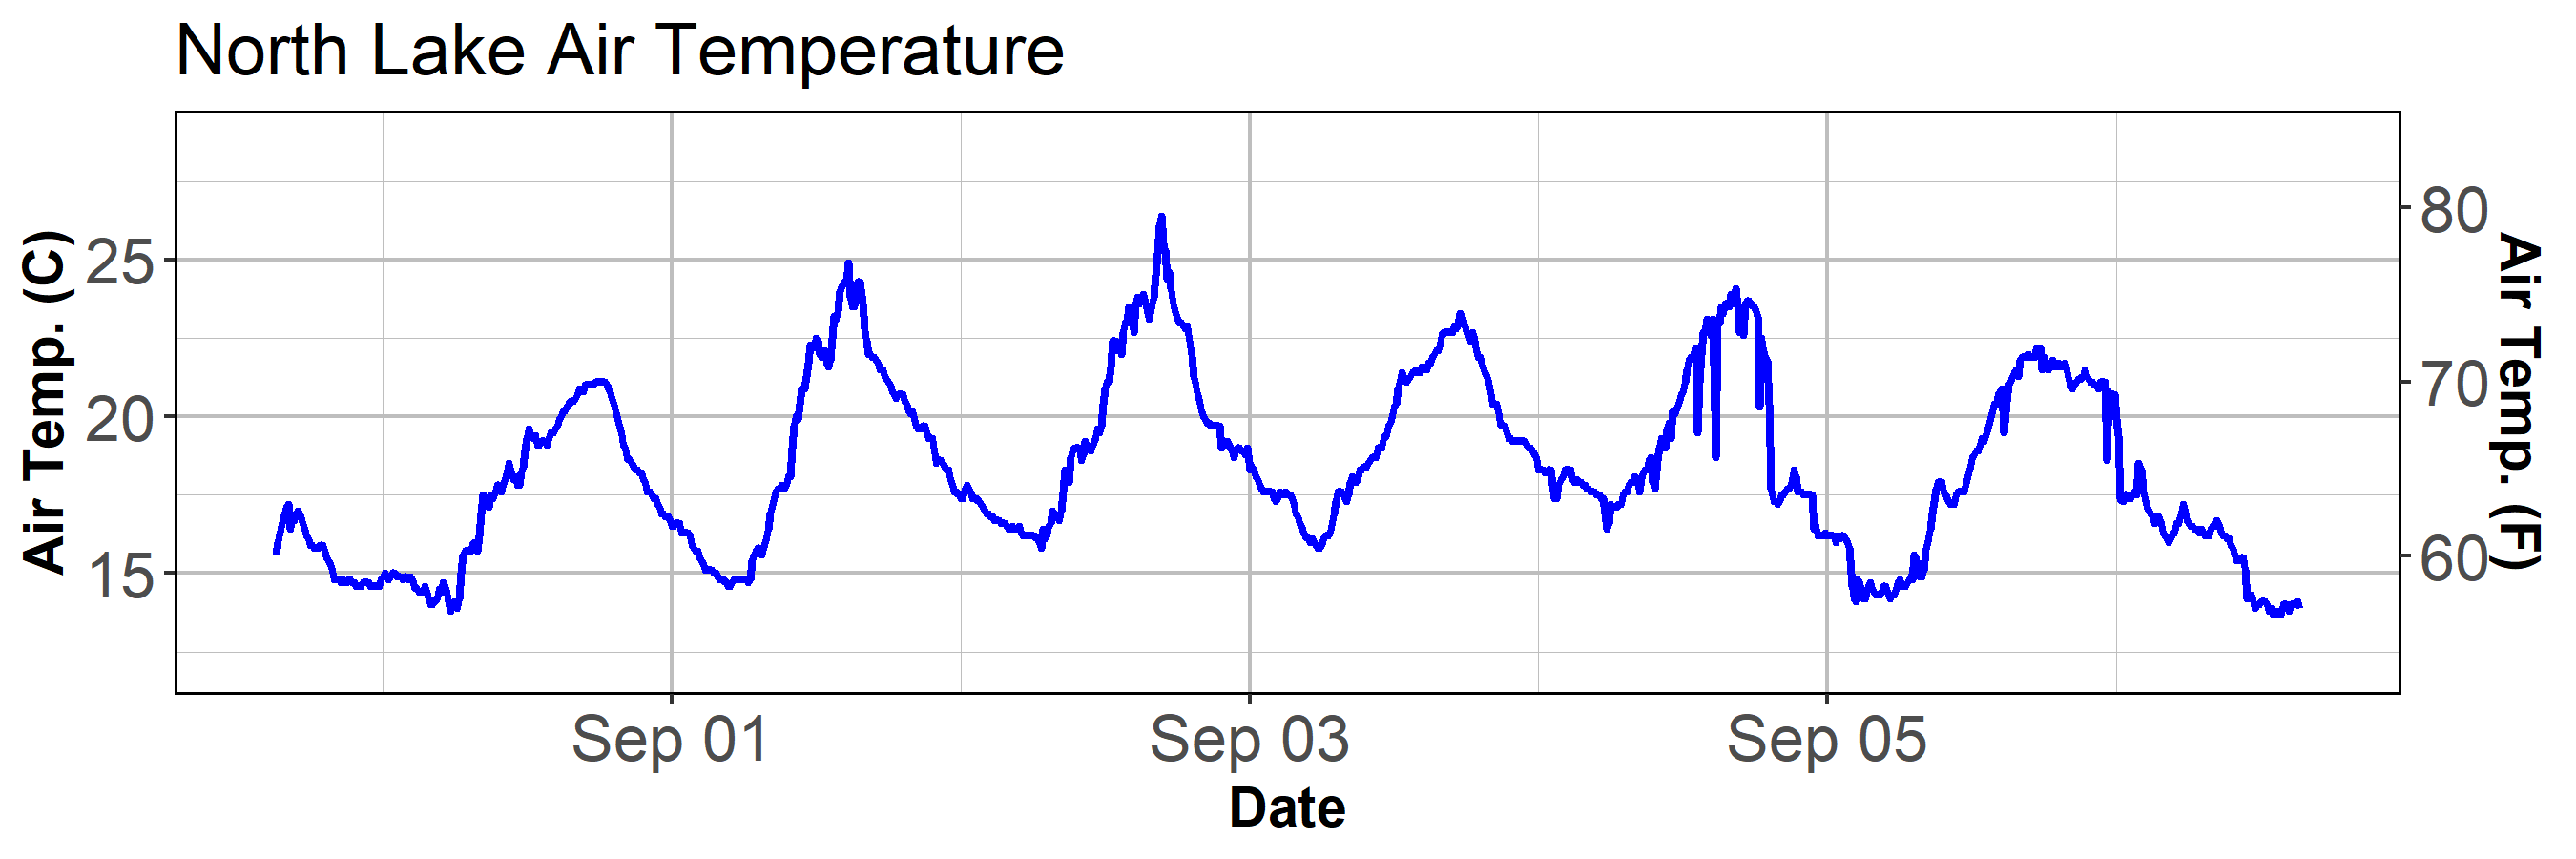 North Lake Air Temperature
Air Temp. (C)
25
20
15
80
70
60
Air Temp. (F)
Sep 01
Sep 03
Sep 05
Date